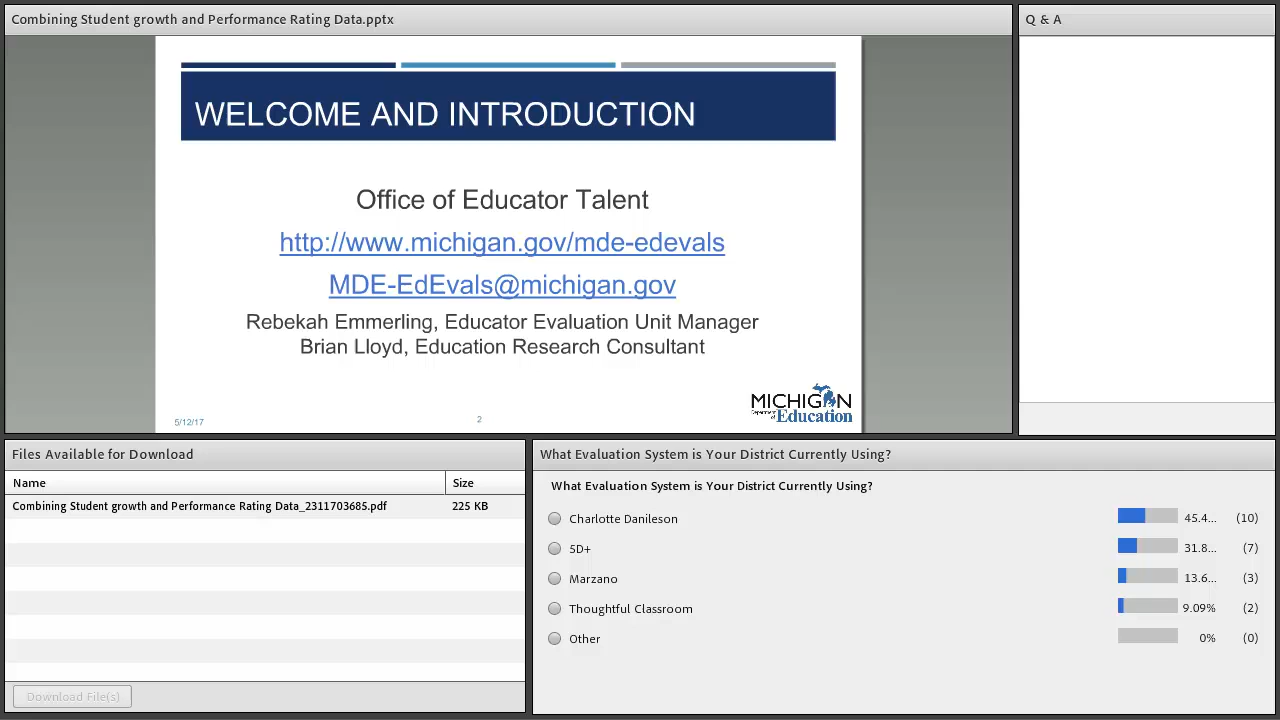 Combining Student growth and Performance Rating Data.pptx
Q & A
WELCOME AND INTRODUCTION
Office of Educator Talent
http://www.michigan.gov/mde-edevals
MDE-EdEvals@michigan.gov
Rebekah Emmerling, Educator Evaluation Unit Manager
Brian Lloyd, Education Research Consultant
MICHIGAN
Department of Education
5/12/17
2
Files Available for Download
Name Size
Combining Student growth and Performance Rating Data_2311703685.pdf 225 KB
Download File(s)
What Evaluation System is Your District Currently Using?
What Evaluation System is Your District Currently Using?
Charlotte Danileson 45.4... (10)
5D+ 31.8... (7)
Marzano 13.6... (3)
Thoughtful Classroom 9.09% (2)
Other 0% (0)